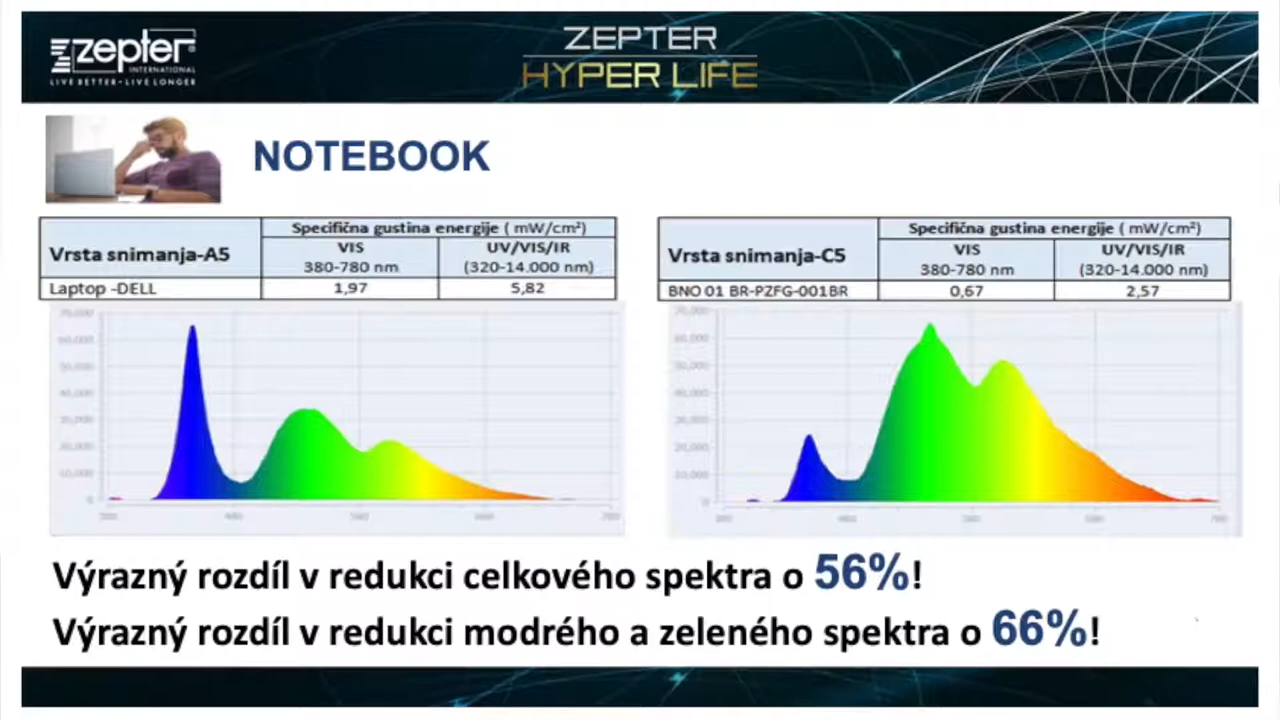 zepter
INTERNATIONAL
LIVE BETTER • LIVE LONGER
ZEPTER
HYPER LIFE
NOTEBOOK
Vrsta snimanja-A5
Specifična gustina energije ( mW/cm²)
VIS
380-780 nm
UV/VIS/IR
(320-14.000 nm)
Laptop -DELL
1,97
5,82
Vrsta snimanja-C5
Specifična gustina energije ( mW/cm²)
VIS
380-780 nm
UV/VIS/IR
(320-14.000 nm)
BNO 01 BR-PZFG-001BR
0,67
2,57
Výrazný rozdíl v redukci celkového spektra o 56%!
Výrazný rozdíl v redukci modrého a zeleného spektra o 66%!